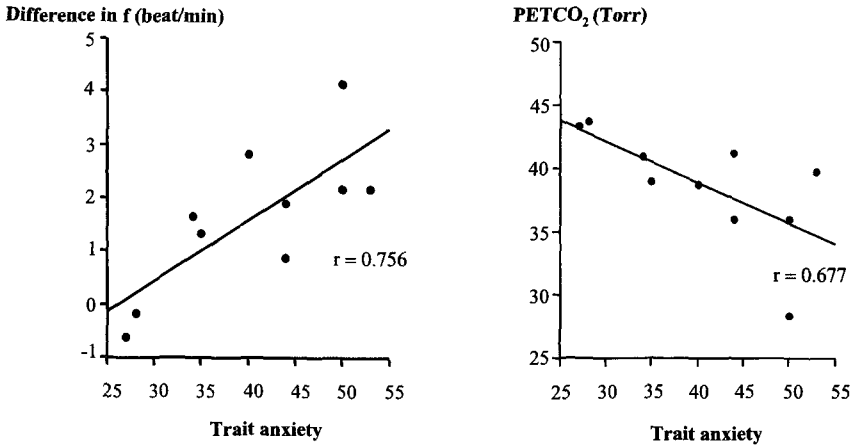 Difference in f (beat/min)
5
4
3
2
1
0
-1
25 30 35 40 45 50 55
Trait anxiety
r = 0.756
PETCO₂ (Torr)
50
45
40
35
30
25
25 30 35 40 45 50 55
Trait anxiety
r = 0.677